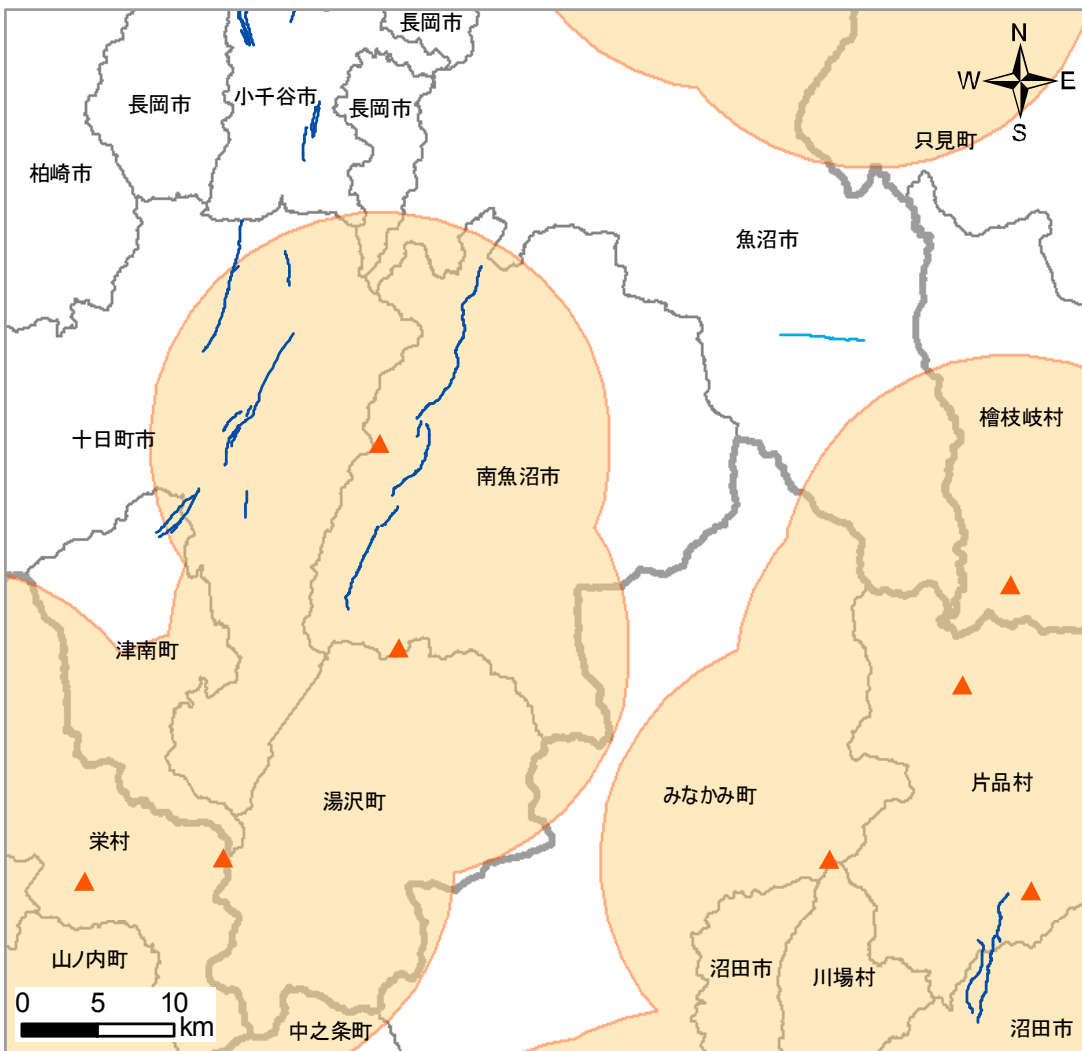 長岡市
N
長岡市
小千谷市
長岡市
W
E
S
只見町
柏崎市
魚沼市
檜枝岐村
十日町市
南魚沼市
津南町
湯沢町
みなかみ町
片品村
栄村
山ノ内町
沼田市
川場村
0 5 10
km
中之条町
沼田市